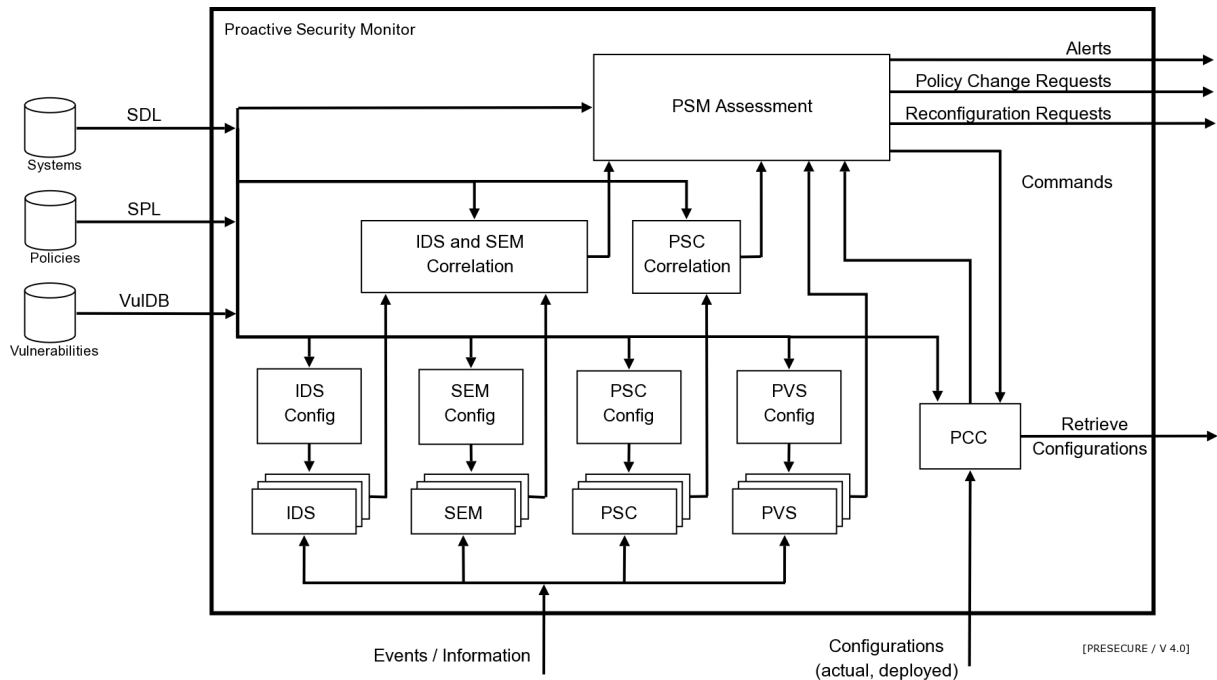 Proactive Security Monitor
Alerts
Policy Change Requests
PSM Assessment
Reconfigration Requests
SDL
Systems
Commands
SPL
Policies
IDS and SEM
Correlation
PSC
Correlation
VulDB
Vulnerabilities
IDS
Config
SEM
Config
PSC
Config
PVS
Config
PCC
Retrieve
Configurations
IDS
SEM
PSC
PVS
Events / Information
Configurations
(actual, deployed)
[PRESECURE / V 4.0]